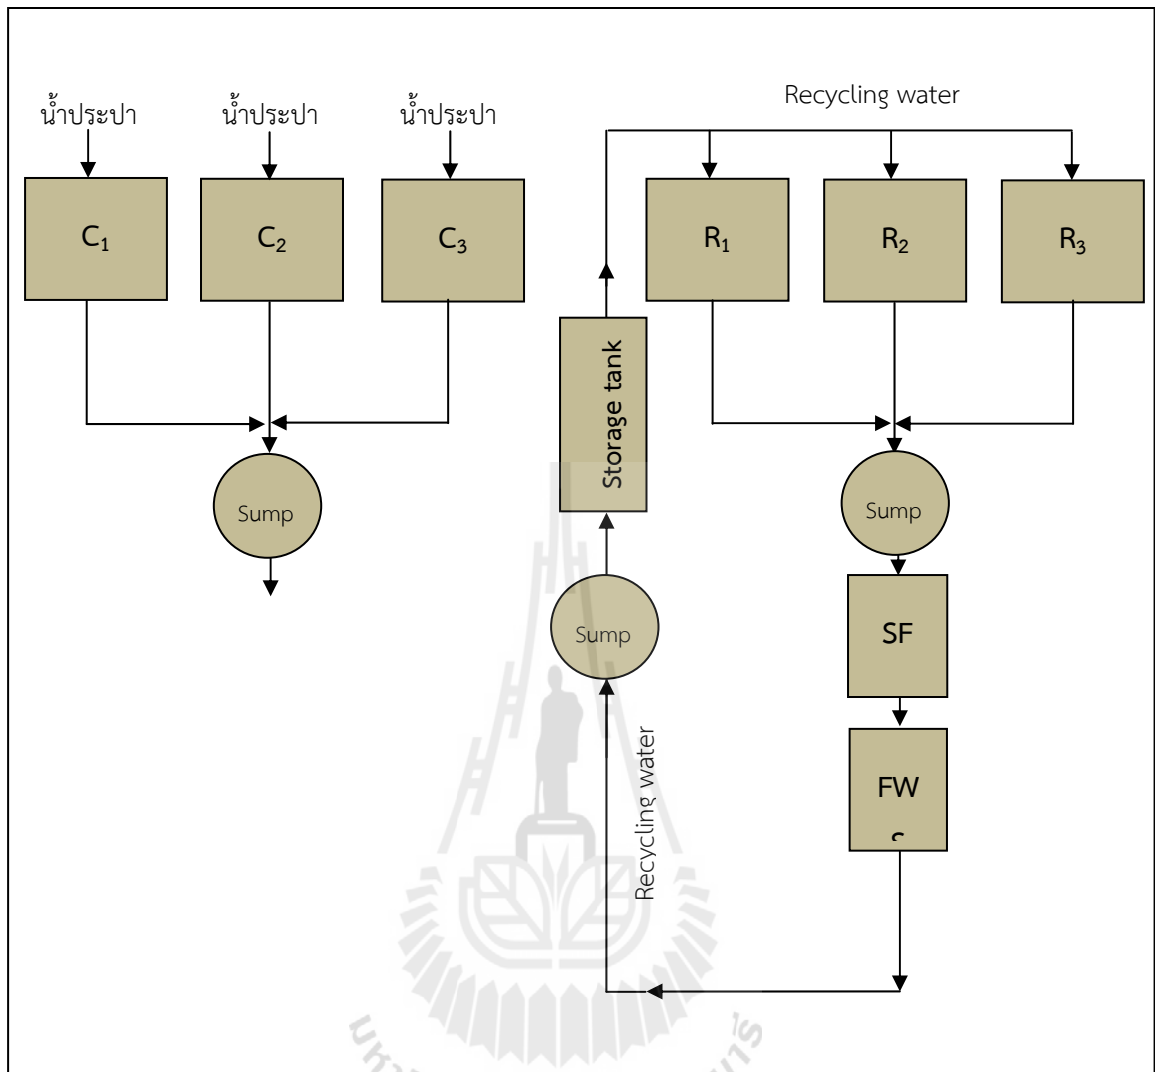 น้ำประปา น้ำประปา น้ำประปา
Recycling water
C1 C2 C3
R1 R2 R3
Storage tank
Sump
Sump
Sump
SF
FW
Recycling water